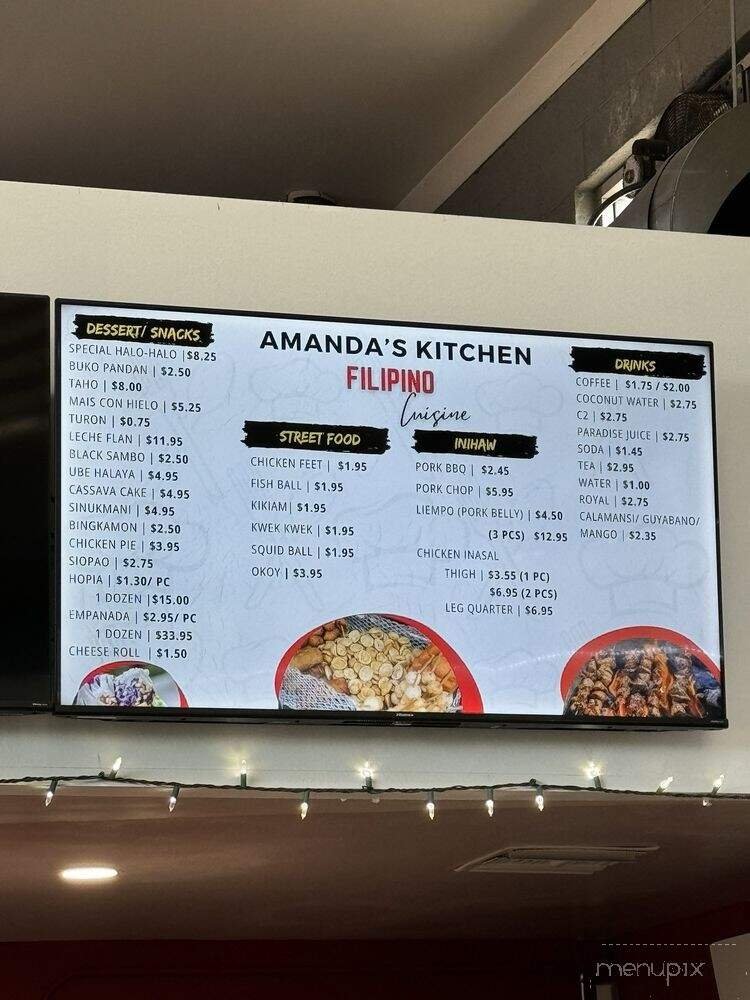 AMANDA'S KITCHEN
FILIPINO
Cuisine
DESSERT/ SNACKS
SPECIAL HALO-HALO |$8.25
BUKO PANDAN | $2.50
TAHO | $8.00
MAIS CON HIELO | $5.25
TURON | $0.75
LECHE FLAN | $11.95
BLACK SAMBO | $2.50
UBE HALAYA | $4.95
CASSAVA CAKE | $4.95
SINUKMANI | $4.95
BINGKAMON | $2.50
CHICKEN PIE | $3.95
SIOPAO | $2.75
HOPIA | $1.30/ PC
1 DOZEN |$15.00
EMPANADA | $2.95/ PC
1 DOZEN | $33.95
CHEESE ROLL | $1.50
STREET FOOD
CHICKEN FEET | $1.95
FISH BALL | $1.95
KIKIAM| $1.95
KWEK KWEK | $1.95
SQUID BALL | $1.95
OKOY | $3.95
INIHAW
PORK BBQ | $2.45
PORK CHOP | $5.95
LIEMPO (PORK BELLY) | $4.50
(3 PCS) $12.95
CHICKEN INASAL
THIGH | $3.55 (1 PC)
$6.95 (2 PCS)
LEG QUARTER | $6.95
DRINKS
COFFEE | $1.75 / $2.00
COCONUT WATER | $2.75
C2 | $2.75
PARADISE JUICE | $2.75
SODA | $1.45
TEA | $2.95
WATER | $1.00
ROYAL | $2.75
CALAMANSI/ GUYABANO/
MANGO | $2.35
Hisense
menupix